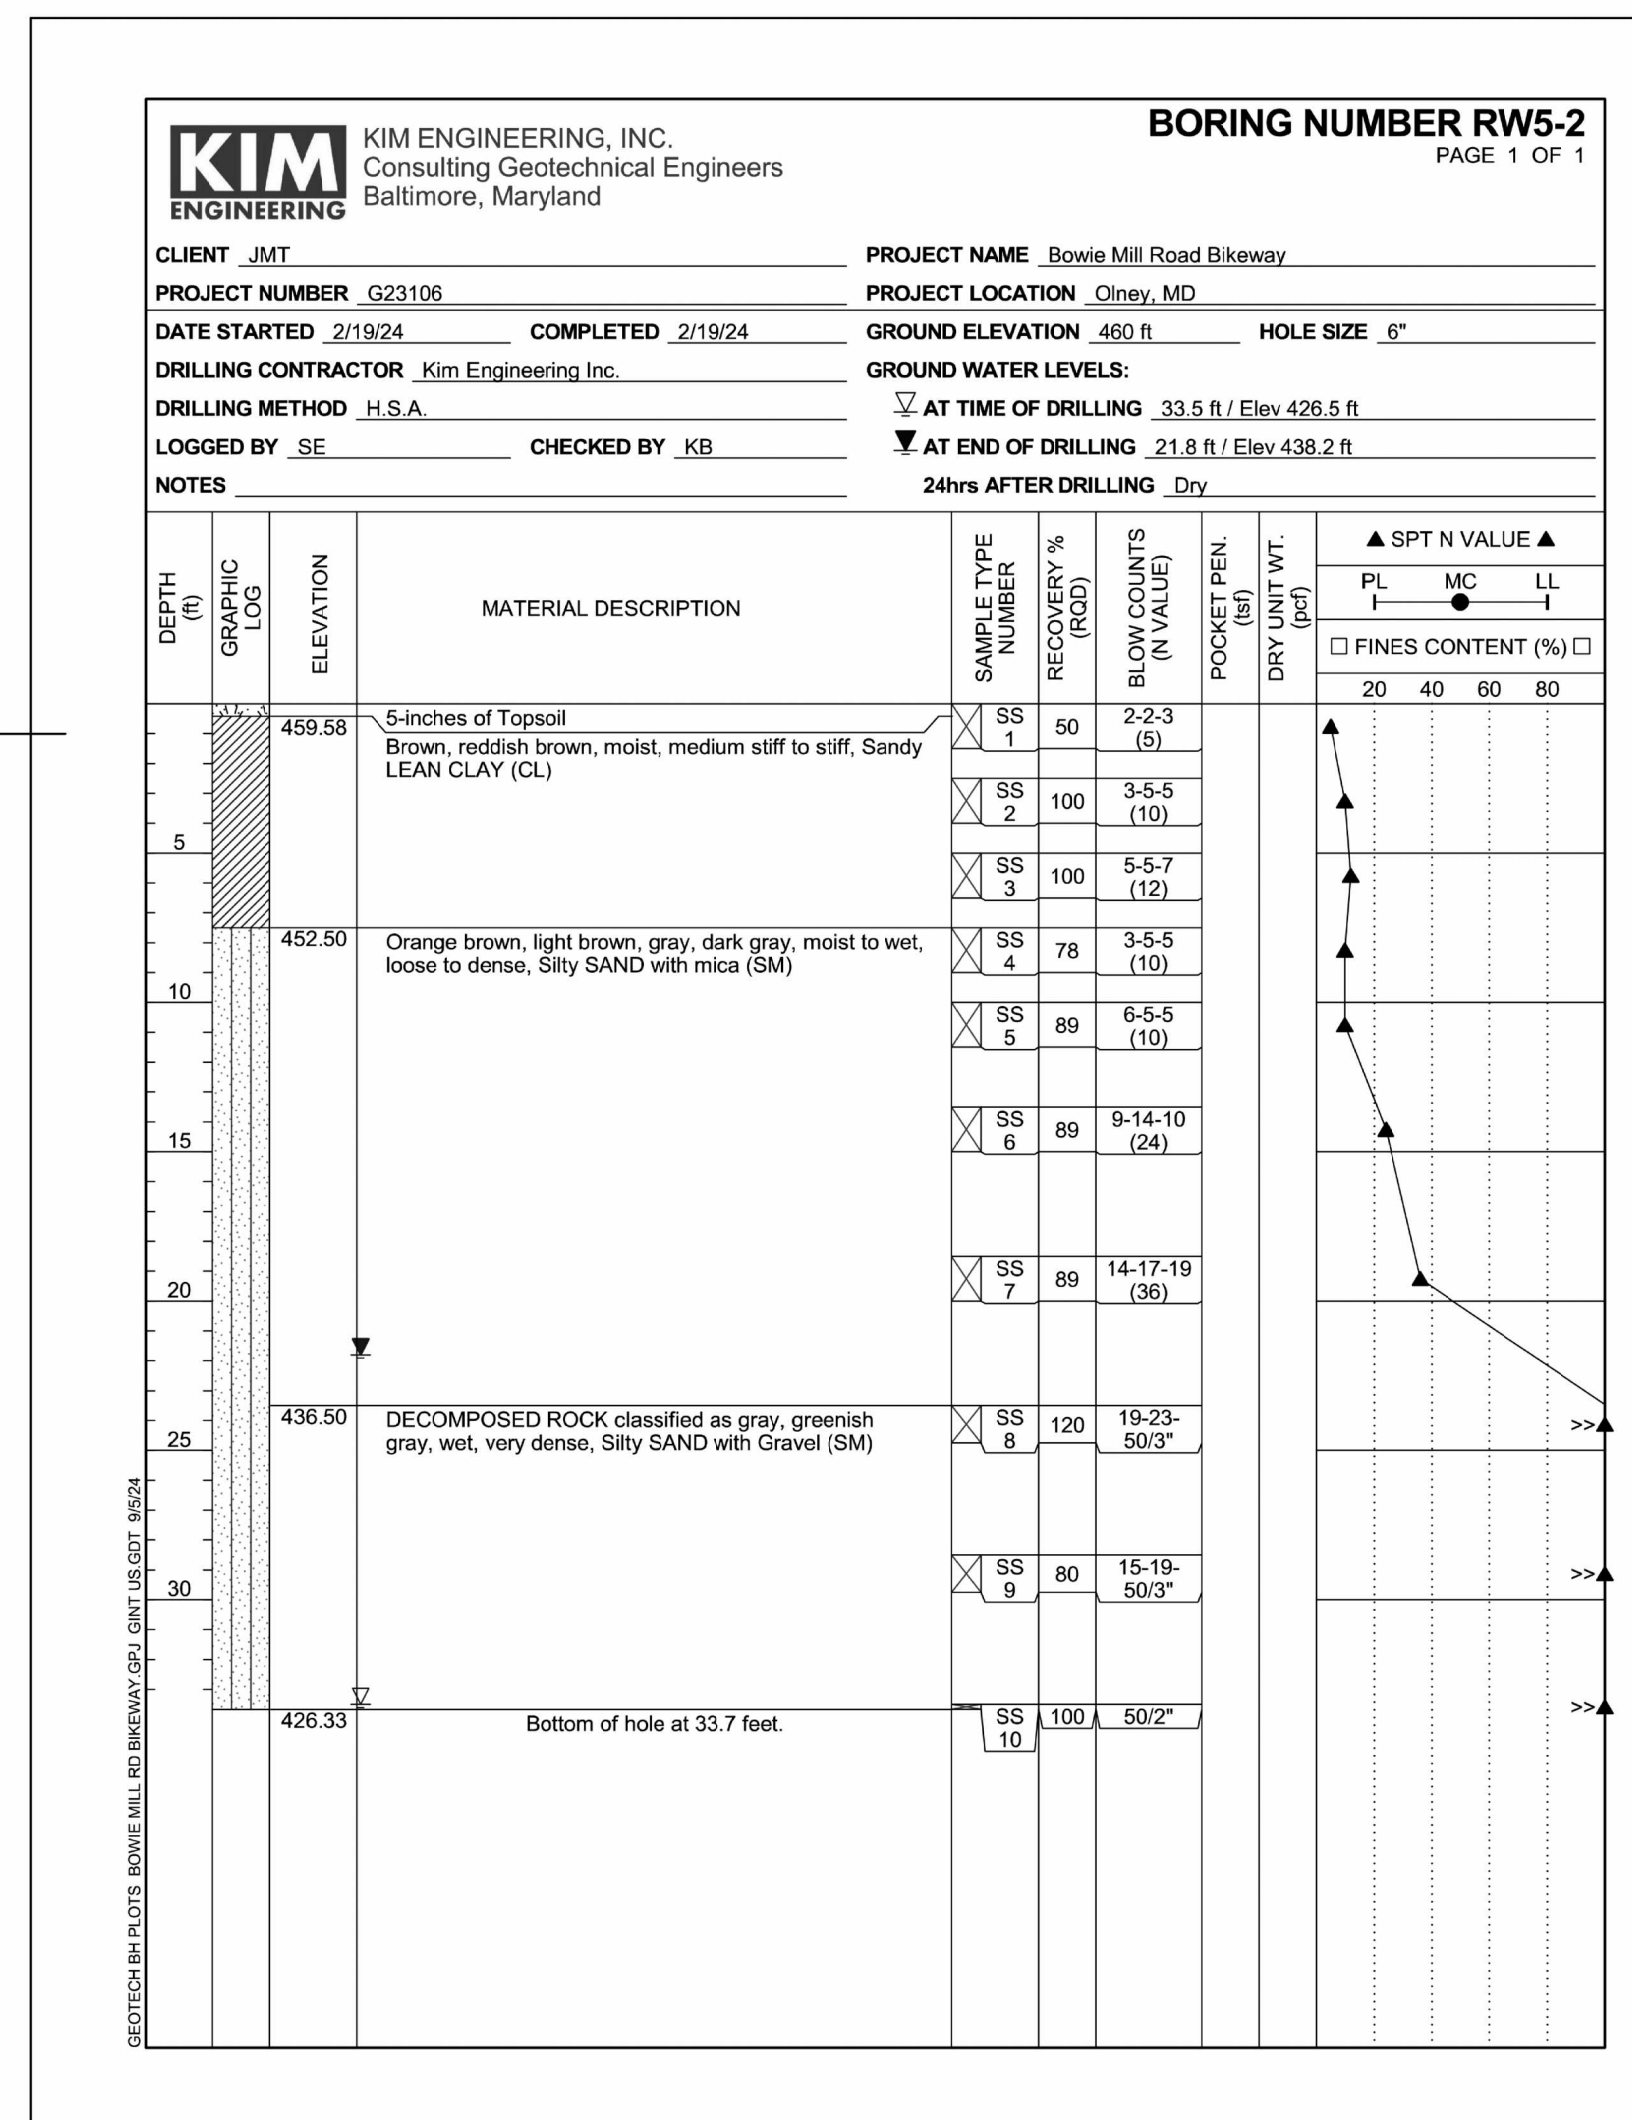 BORING NUMBER RW5-2
PAGE 1 OF 1
KIM
ENGINEERING
KIM ENGINEERING, INC.
Consulting Geotechnical Engineers
Baltimore, Maryland
CLIENT JMT
PROJECT NAME Bowie Mill Road Bikeway
PROJECT NUMBER G23106
PROJECT LOCATION Olney, MD
DATE STARTED 2/19/24 COMPLETED 2/19/24
GROUND ELEVATION 460 ft HOLE SIZE 6"
DRILLING CONTRACTOR Kim Engineering Inc.
GROUND WATER LEVELS:
DRILLING METHOD H.S.A.
AT TIME OF DRILLING 33.5 ft / Elev 426.5 ft
LOGGED BY SE CHECKED BY KB
AT END OF DRILLING 21.8 ft / Elev 438.2 ft
NOTES
24hrs AFTER DRILLING Dry
DEPTH
(ft)
GRAPHIC
LOG
ELEVATION
MATERIAL DESCRIPTION
SAMPLE TYPE
NUMBER
RECOVERY %
(RQD)
BLOW COUNTS
(N VALUE)
POCKET PEN.
(tsf)
DRY UNIT WT.
(pcf)
▲ SPT N VALUE ▲
PL MC LL
☐ FINES CONTENT (%) ☐
20 40 60 80
459.58
5-inches of Topsoil
Brown, reddish brown, moist, medium stiff to stiff, Sandy
LEAN CLAY (CL)
SS
1
50
2-2-3
(5)
SS
2
100
3-5-5
(10)
5
SS
3
100
5-5-7
(12)
452.50
Orange brown, light brown, gray, dark gray, moist to wet,
loose to dense, Silty SAND with mica (SM)
SS
4
78
3-5-5
(10)
10
SS
5
89
6-5-5
(10)
SS
6
89
9-14-10
(24)
15
SS
7
89
14-17-19
(36)
20
436.50
DECOMPOSED ROCK classified as gray, greenish
gray, wet, very dense, Silty SAND with Gravel (SM)
SS
8
120
19-23-
50/3"
>>
25
SS
9
80
15-19-
50/3"
>>
30
426.33
Bottom of hole at 33.7 feet.
SS
10
100
50/2"
>>
GEOTECH BH PLOTS BOWIE MILL RD BIKEWAY.GPJ GINT US.GDT 9/5/24